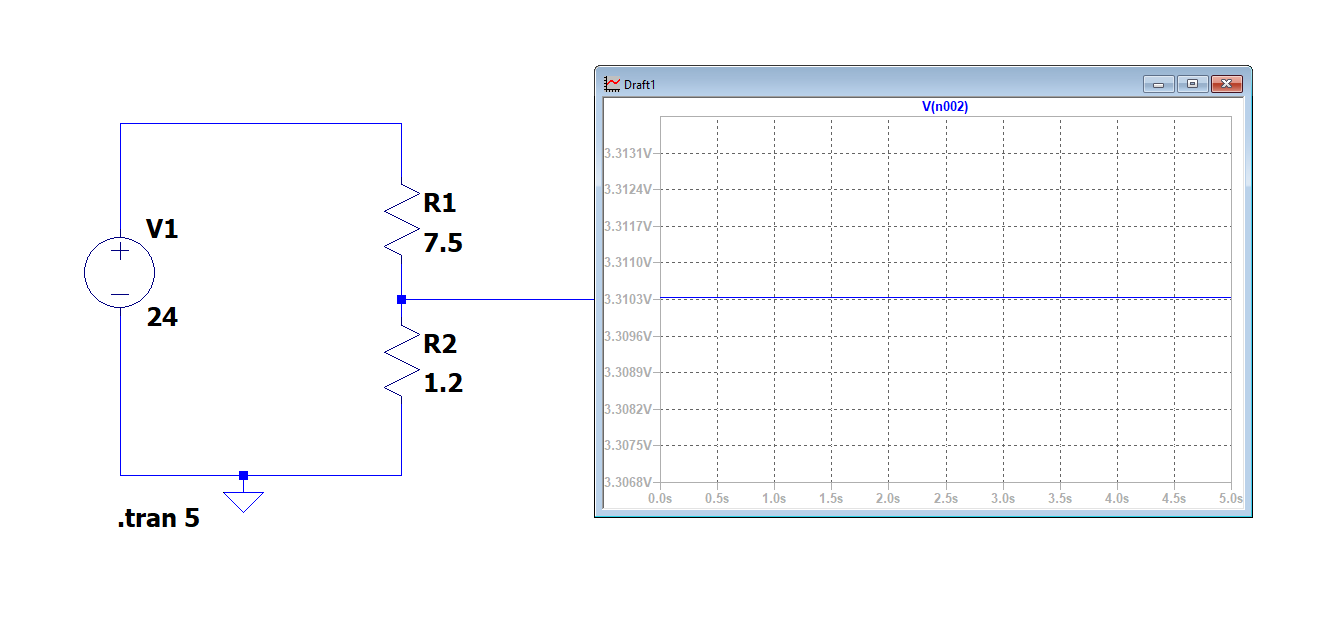 V1
24
R1
7.5
R2
1.2
.tran 5
Draft1
V(n002)
3.3131V
3.3124V
3.3117V
3.3110V
3.3103V
3.3096V
3.3089V
3.3082V
3.3075V
3.3068V
0.0s 0.5s 1.0s 1.5s 2.0s 2.5s 3.0s 3.5s 4.0s 4.5s 5.0s